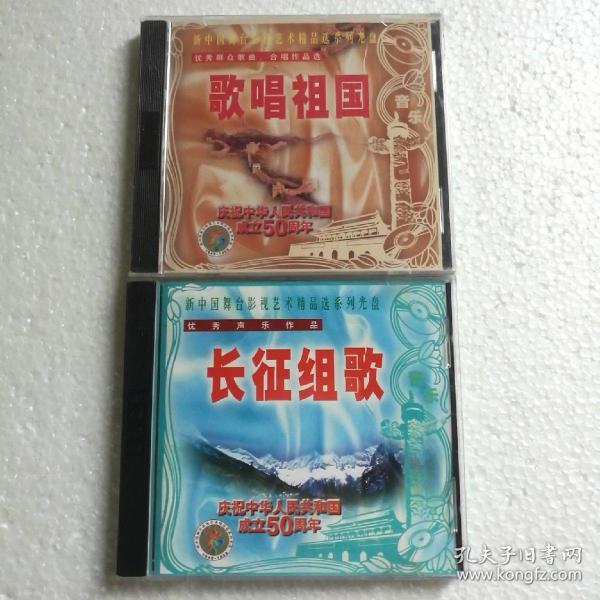 新中国舞台影视艺术精品选系列光盘
优秀群众歌曲、合唱作品选
歌唱祖国
音乐
庆祝中华人民共和国
成立50周年
新中国舞台影视艺术精品选系列光盘
优秀声乐作品
长征组歌
音乐
庆祝中华人民共和国
成立50周年
孔夫子旧书网
www.kongfz.com